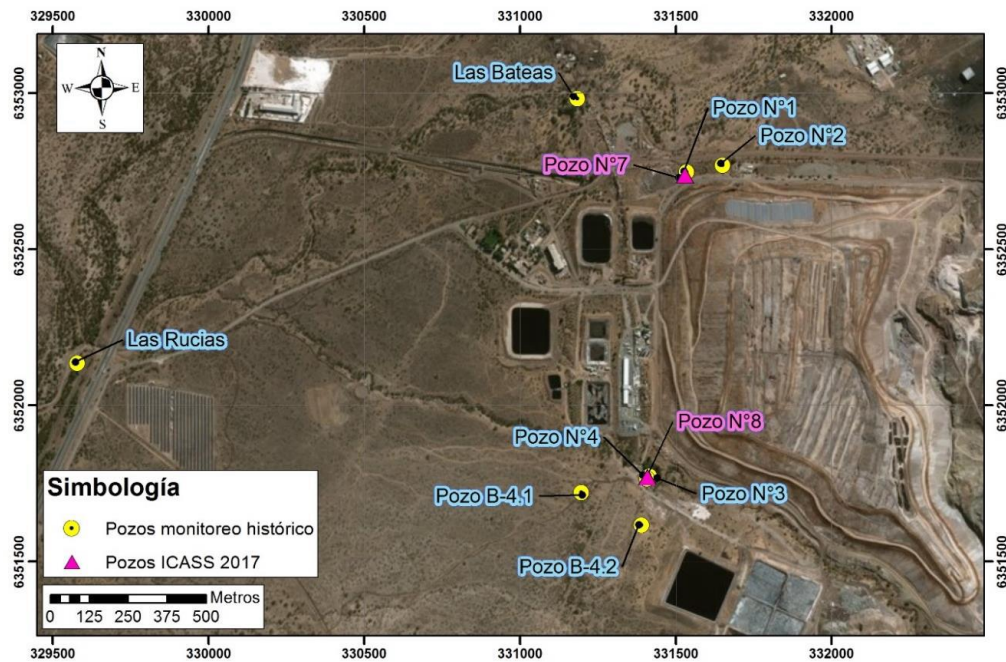 329500 330000 330500 331000 331500 332000
6353000 6353000
6352500 6352500
6352000 6352000
6351500 6351500
N
W E
S
Las Bateas
Pozo N°1
Pozo N°2
Pozo N°7
Las Rucias
Pozo N°4
Pozo N°8
Pozo B-4.1
Pozo N°3
Pozo B-4.2
Simbología
Pozos monitoreo histórico
Pozos ICASS 2017
Metros
0 125 250 500
329500 330000 330500 331000 331500 332000